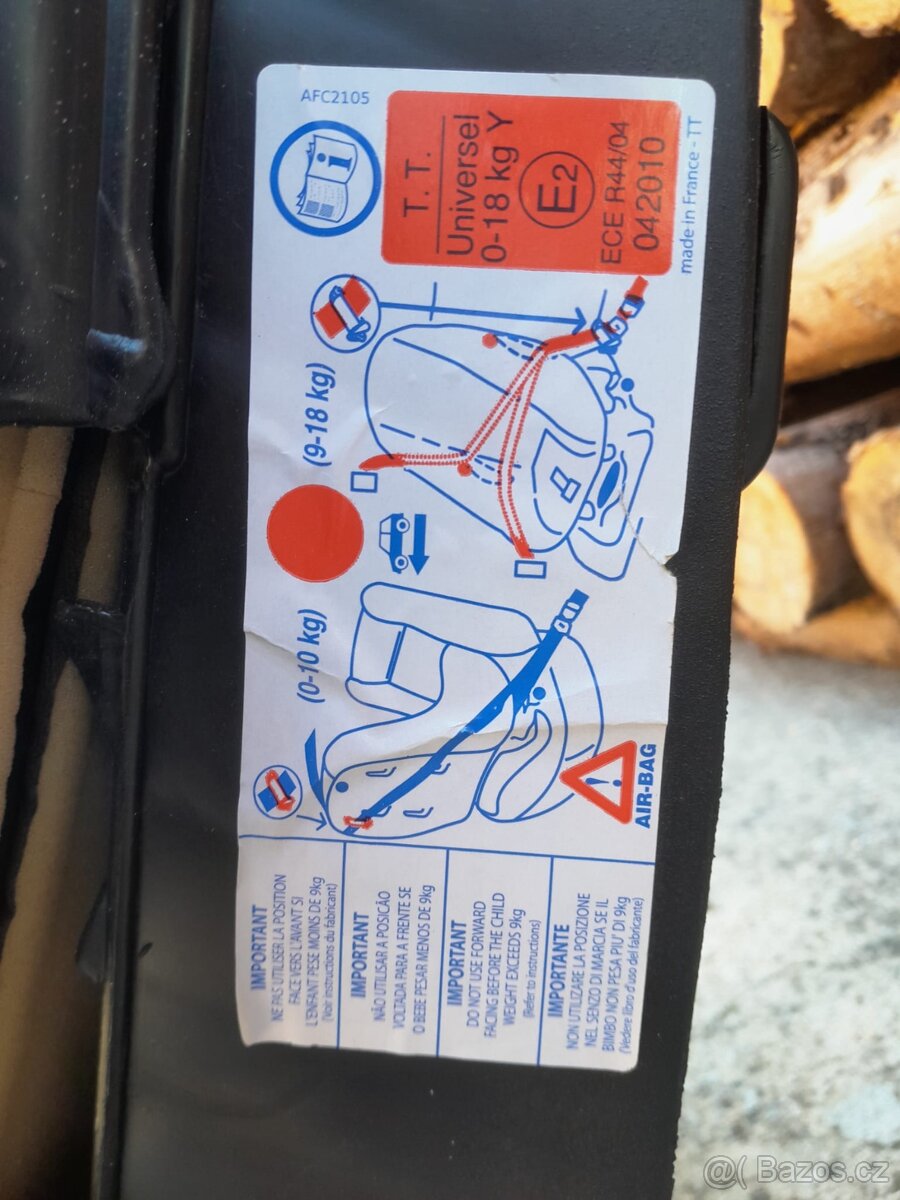 AFC2105
T. T.
Universel
0-18 kg Y
E2
ECE R44/04
042010
made in France - TT
i
(9-18 kg)
(0-10 kg)
AIR-BAG
IMPORTANT
NE PAS UTILISER LA POSITION
FACE VERS L'AVANT SI
L'ENFANT PESE MOINS DE 9kg
(Voir instructions du fabricant)
IMPORTANT
NÃO UTILISAR A POSICÃO
VOLTADA PARA A FRENTE SE
O BEBE PESAR MENOS DE 9kg
IMPORTANT
DO NOT USE FORWARD
FACING BEFORE THE CHILD
WEIGHT EXCEEDS 9kg
(Refer to instructions)
IMPORTANTE
NON UTILIZZARE LA POSIZIONE
NEL SENZO DI MARCIA SE IL
BIMBO NON PESA PIU' DI 9kg
(Vedere libro d'uso del fabricante)
@( Bazos.cz